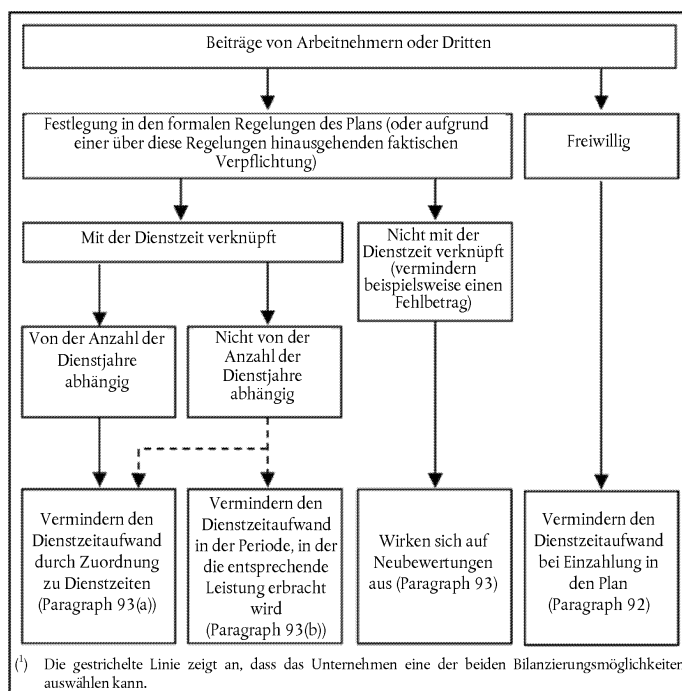 Beiträge von Arbeitnehmern oder Dritten
Festlegung in den formalen Regelungen des Plans (oder aufgrund
einer über diese Regelungen hinausgehenden faktischen
Verpflichtung)
Freiwillig
Mit der Dienstzeit verknüpft
Nicht mit der
Dienstzeit verknüpft
(vermindern
beispielsweise einen
Fehlbetrag)
Von der Anzahl der
Dienstjahre
abhängig
Nicht von der
Anzahl der
Dienstjahre
abhängig
Vermindern den
Dienstzeitaufwand
durch Zuordnung
zu Dienstzeiten
(Paragraph 93(a))
Vermindern den
Dienstzeitaufwand
in der Periode, in der
die entsprechende
Leistung erbracht
wird
(Paragraph 93(b))
Wirken sich auf
Neubewertungen
aus (Paragraph 93)
Vermindern den
Dienstzeitaufwand
bei Einzahlung in
den Plan
(Paragraph 92)
(¹) Die gestrichelte Linie zeigt an, dass das Unternehmen eine der beiden Bilanzierungsmöglichkeiten
auswählen kann.